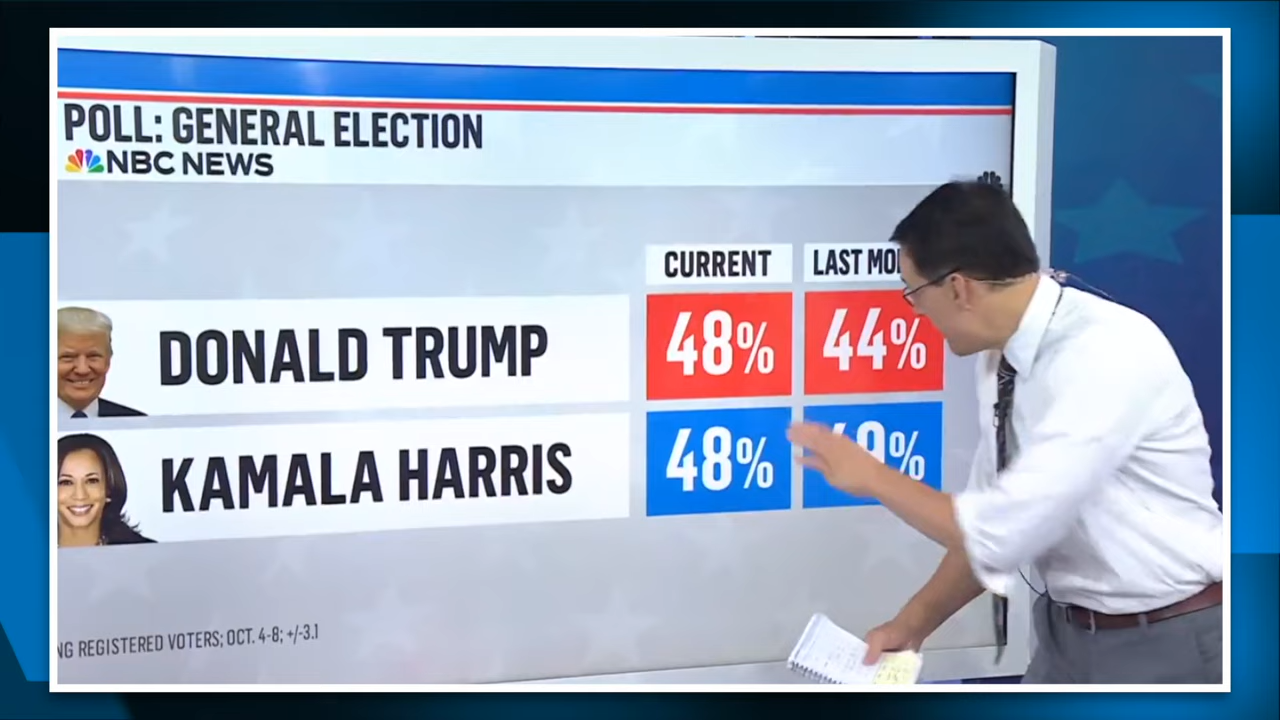 POLL: GENERAL ELECTION
NBC NEWS
CURRENT LAST
DONALD TRUMP 48% 44%
KAMALA HARRIS 48%
REGISTERED VOTERS; OCT. 4-8; +/-3.1